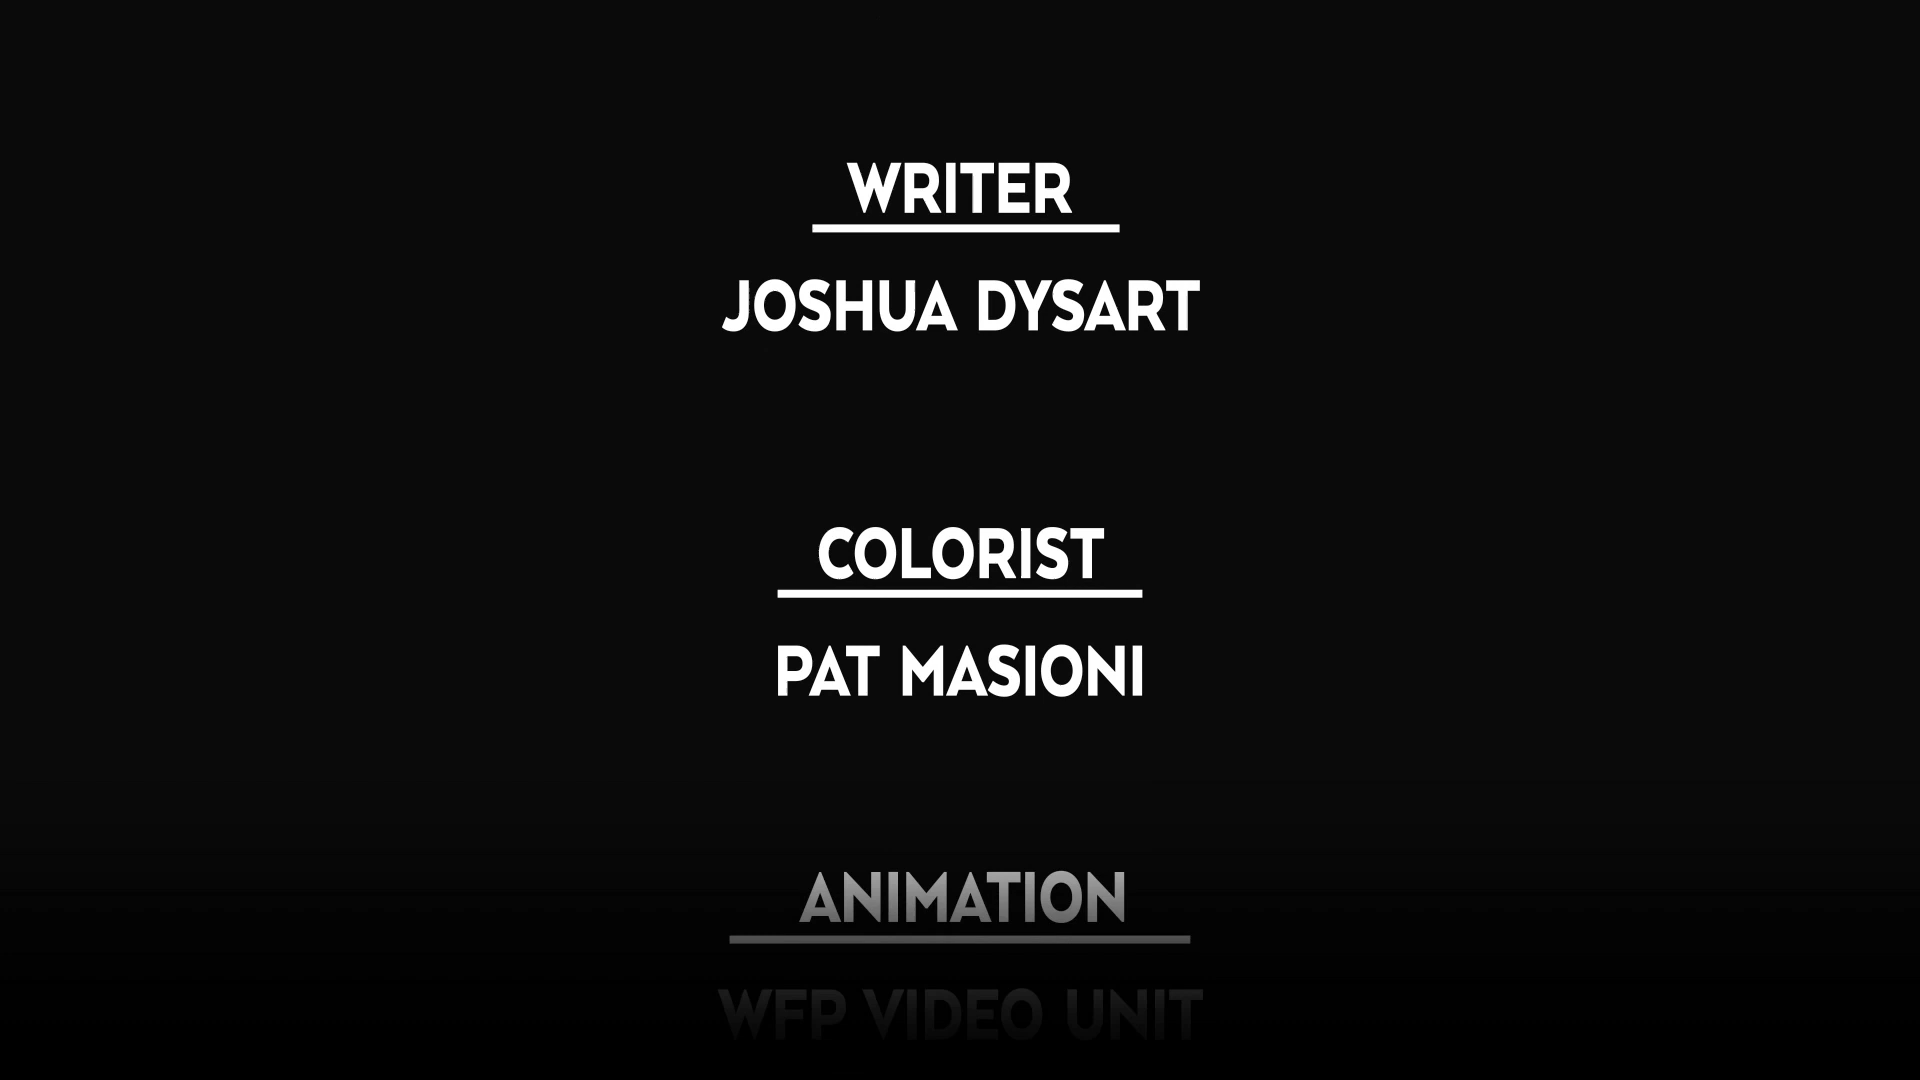 WRITER
JOSHUA DYSART
COLORIST
PAT MASIONI
ANIMATION
WFP VIDEO UNIT